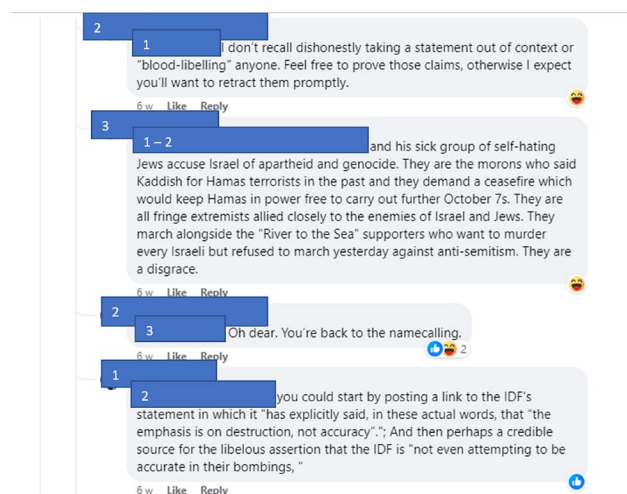 2
1 I don't recall dishonestly taking a statement out of context or
"blood-libelling" anyone. Feel free to prove those claims, otherwise I expect
you'll want to retract them promptly.
6 w Like Reply
3
1 – 2 and his sick group of self-hating
Jews accuse Israel of apartheid and genocide. They are the morons who said
Kaddish for Hamas terrorists in the past and they demand a ceasefire which
would keep Hamas in power free to carry out further October 7s. They are
all fringe extremists allied closely to the enemies of Israel and Jews. They
march alongside the "River to the Sea" supporters who want to murder
every Israeli but refused to march yesterday against anti-semitism. They are
a disgrace.
6 w Like Reply
2
3 Oh dear. You're back to the namecalling.
2
6 w Like Reply
1
2 you could start by posting a link to the IDF's
statement in which it "has explicitly said, in these actual words, that "the
emphasis is on destruction, not accuracy"."; And then perhaps a credible
source for the libelous assertion that the IDF is "not even attempting to be
accurate in their bombings, "
6 w Like Reply